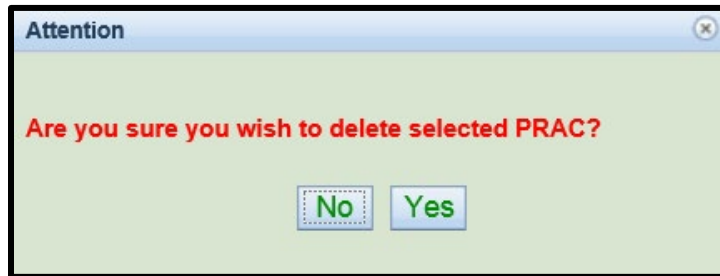 Attention
Are you sure you wish to delete selected PRAC?
No Yes